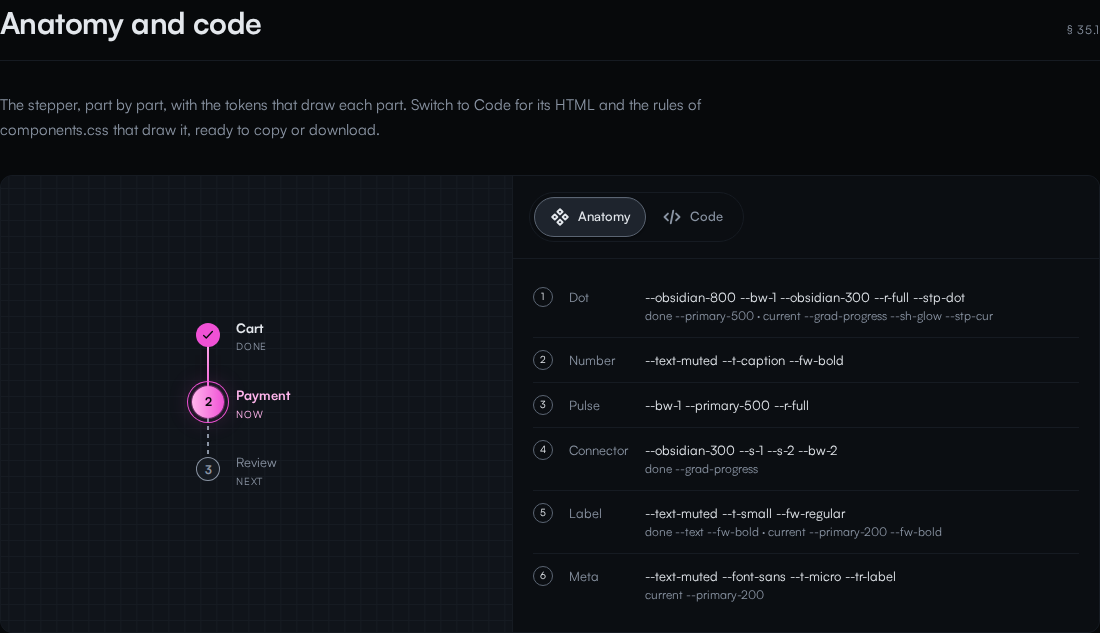 Anatomy and code
§ 35.1
The stepper, part by part, with the tokens that draw each part. Switch to Code for its HTML and the rules of
components.css that draw it, ready to copy or download.
Cart
DONE
2
Payment
NOW
3
Review
NEXT
Anatomy
</> Code
1 Dot --obsidian-800 --bw-1 --obsidian-300 --r-full --stp-dot
done --primary-500 · current --grad-progress --sh-glow --stp-cur
2 Number --text-muted --t-caption --fw-bold
3 Pulse --bw-1 --primary-500 --r-full
4 Connector --obsidian-300 --s-1 --s-2 --bw-2
done --grad-progress
5 Label --text-muted --t-small --fw-regular
done --text --fw-bold · current --primary-200 --fw-bold
6 Meta --text-muted --font-sans --t-micro --tr-label
current --primary-200